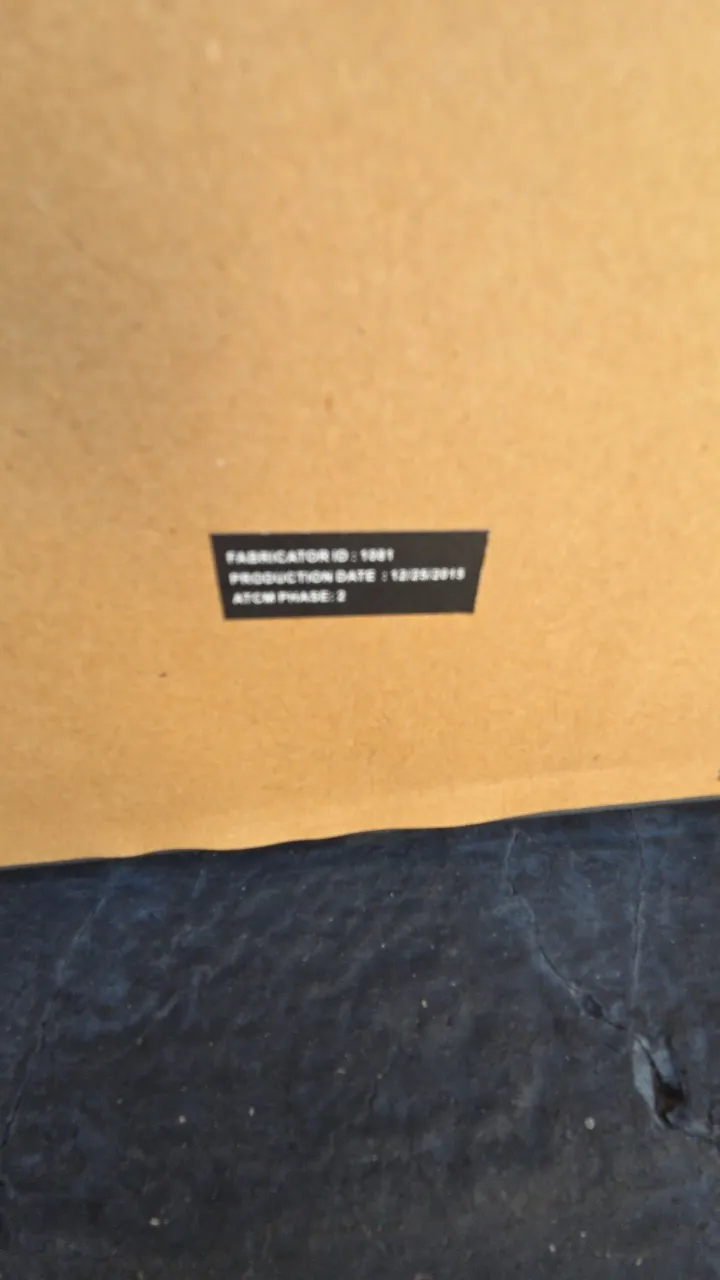 FABRICATOR ID : 1081
PRODUCTION DATE : 12/25/2015
ATCM PHASE: 2